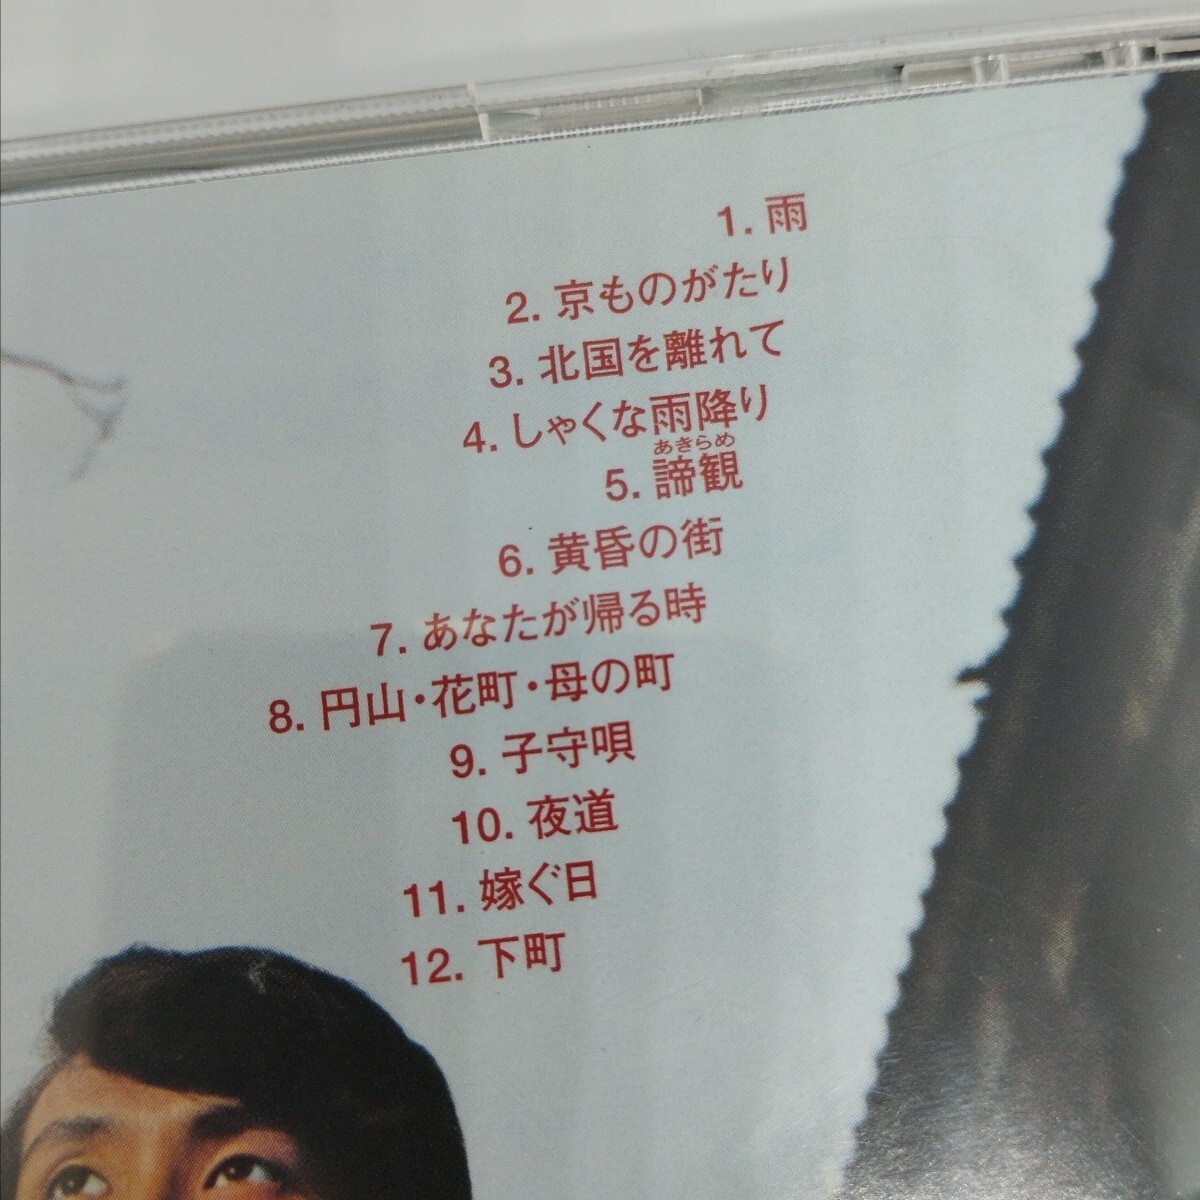 1. 雨
2. 京ものがたり
3. 北国を離れて
4. しゃくな雨降り
あきらめ
5. 諦観
6. 黄昏の街
7. あなたが帰る時
8. 円山・花町・母の町
9. 子守唄
10. 夜道
11. 嫁ぐ日
12. 下町